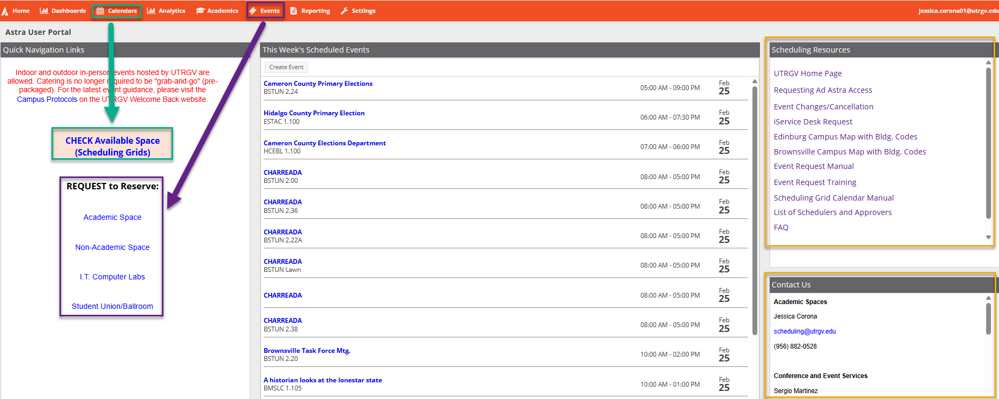 Home
Dashboards
Calendars
Analytics
Academics
Events
Reporting
Settings
jessica.corona01@utrgv.edu
Astra User Portal
Quick Navigation Links
Indoor and outdoor in-person events hosted by UTRGV are
allowed. Catering is no longer required to be "grab-and-go" (pre-
packaged). For the latest event guidance, please visit the
Campus Protocols on the UTRGV Welcome Back website.
CHECK Available Space
(Scheduling Grids)
REQUEST to Reserve:
Academic Space
Non-Academic Space
I.T. Computer Labs
Student Union/Ballroom
This Week's Scheduled Events
Create Event
Cameron County Primary Elections
BSTUN 2.24
05:00 AM - 09:00 PM
Feb
25
Hidalgo County Primary Election
ESTAC 1.100
06:00 AM - 07:30 PM
Feb
25
Cameron County Elections Department
HCEBL 1.100
07:00 AM - 06:00 PM
Feb
25
CHARREADA
BSTUN 2.00
08:00 AM - 05:00 PM
Feb
25
CHARREADA
BSTUN 2.36
08:00 AM - 05:00 PM
Feb
25
CHARREADA
BSTUN 2.22A
08:00 AM - 05:00 PM
Feb
25
CHARREADA
BSTUN Lawn
08:00 AM - 05:00 PM
Feb
25
CHARREADA
08:00 AM - 05:00 PM
Feb
25
CHARREADA
BSTUN 2.38
08:00 AM - 05:00 PM
Feb
25
Brownsville Task Force Mtg.
BSTUN 2.20
10:00 AM - 02:00 PM
Feb
25
A historian looks at the lonestar state
BMSLC 1.105
10:00 AM - 01:00 PM
Feb
25
Scheduling Resources
UTRGV Home Page
Requesting Ad Astra Access
Event Changes/Cancellation
iService Desk Request
Edinburg Campus Map with Bldg. Codes
Brownsville Campus Map with Bldg. Codes
Event Request Manual
Event Request Training
Scheduling Grid Calendar Manual
List of Schedulers and Approvers
FAQ
Contact Us
Academic Spaces
Jessica Corona
scheduling@utrgv.edu
(956) 882-0528
Conference and Event Services
Sergio Martinez